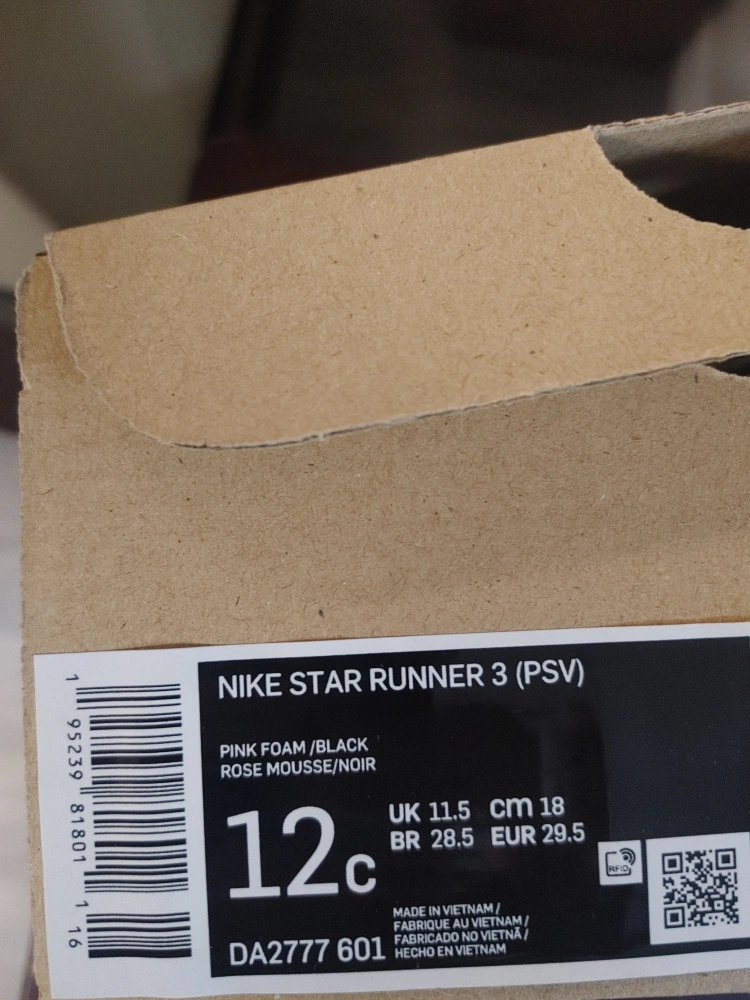 NIKE STAR RUNNER 3 (PSV)
PINK FOAM /BLACK
ROSE MOUSSE/NOIR
12C
UK 11.5 cm 18
BR 28.5 EUR 29.5
RFID
MADE IN VIETNAM /
FABRIQUE AU VIETNAM /
FABRICADO NO VIETNÃ /
HECHO EN VIETNAM
DA2777 601
1 95239 81801 1 16